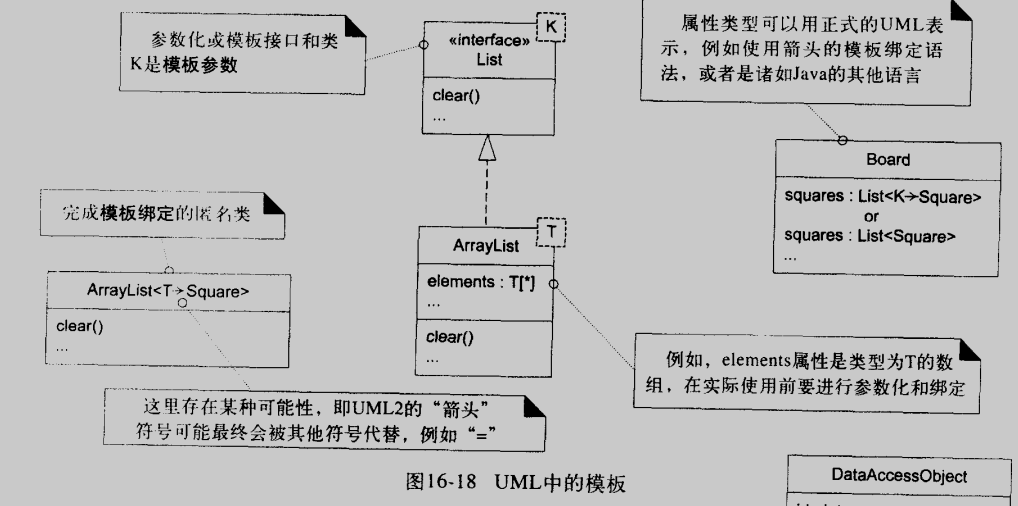 参数化或模板接口和类
K是模板参数
K
«interface»
List
clear()
...
属性类型可以用正式的UML表
示，例如使用箭头的模板绑定语
法，或者是诸如Java的其他语言
Board
squares : List<K→Square>
or
squares : List<Square>
...
完成模板绑定的匿名类
ArrayList<T→Square>
clear()
...
T
ArrayList
elements : T[*]
...
clear()
...
例如，elements属性是类型为T的数
组，在实际使用前要进行参数化和绑定
这里存在某种可能性，即UML2的“箭头”
符号可能最终会被其他符号代替，例如“=”
图16-18 UML中的模板
DataAccessObject